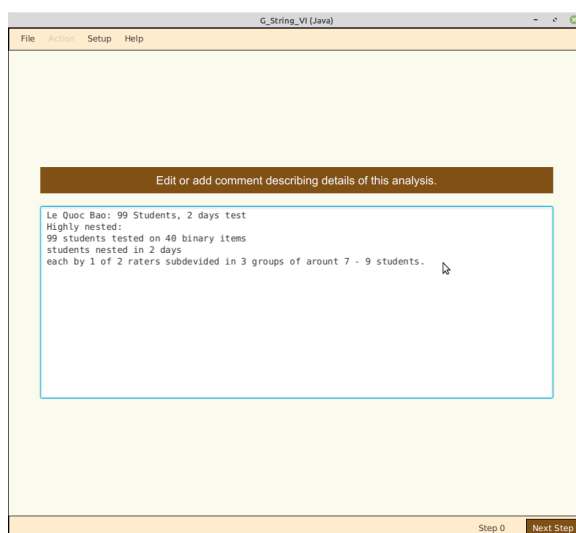 G_String_VI (Java)
File Action Setup Help
Edit or add comment describing details of this analysis.
Le Quoc Bao: 99 Students, 2 days test
Highly nested:
99 students tested on 40 binary items
students nested in 2 days
each by 1 of 2 raters subdevided in 3 groups of arount 7 - 9 students.
Step 0 Next Step